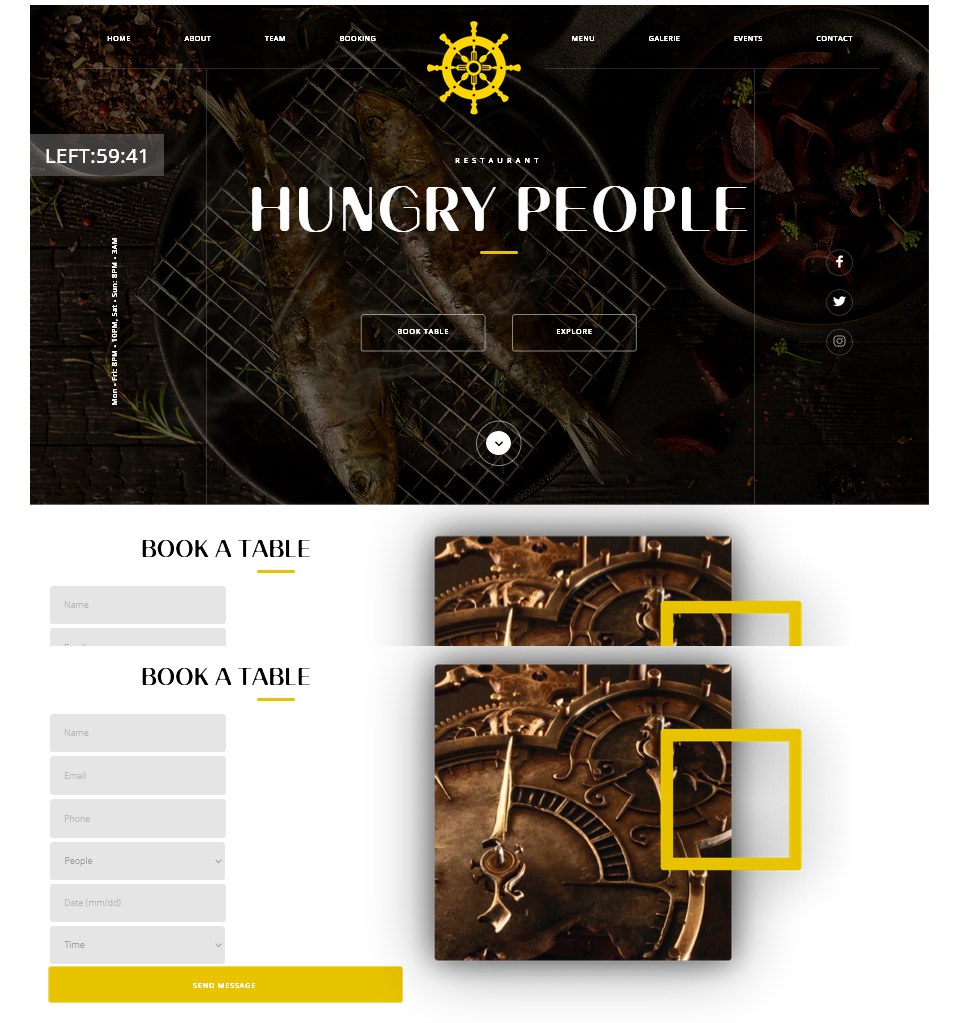 HOME ABOUT TEAM BOOKING MENU GALERIE EVENTS CONTACT
LEFT:59:41
RESTAURANT
HUNGRY PEOPLE
Mon - Fri: 8PM - 10PM, Sat - Sun: 8PM - 3AM
BOOK TABLE EXPLORE
BOOK A TABLE
Name
BOOK A TABLE
Name
Email
Phone
People
Date (mm/dd)
Time
SEND MESSAGE